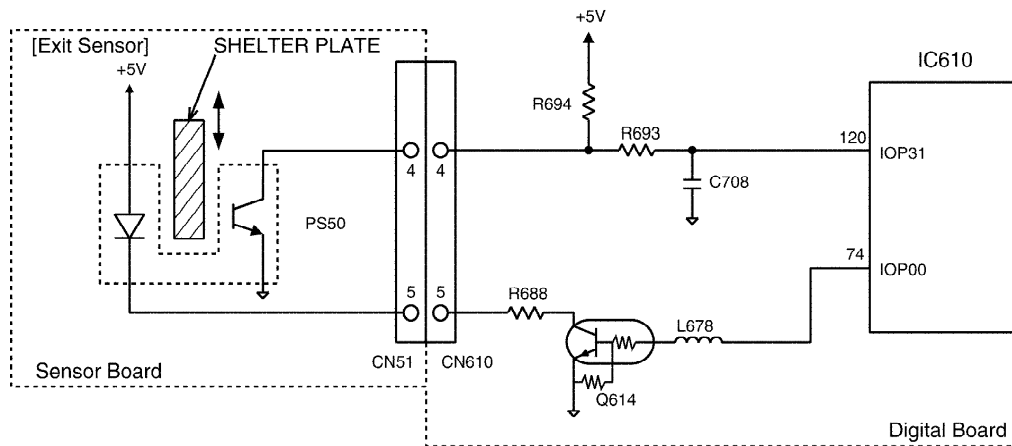 [Exit Sensor]
SHELTER PLATE
+5V
+5V
IC610
R694
R693
120
IOP31
4
4
C708
PS50
74
IOP00
5
5
R688
L678
CN51
CN610
Q614
Sensor Board
Digital Board